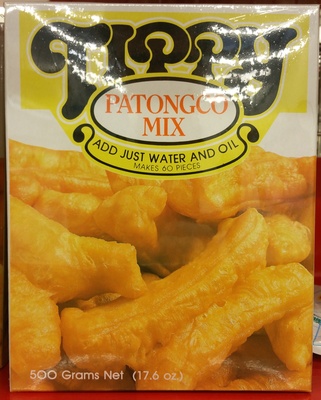 TIPPY
PATONGCO
MIX
ADD JUST WATER AND OIL
MAKES 60 PIECES
500 Grams Net (17.6 oz.)